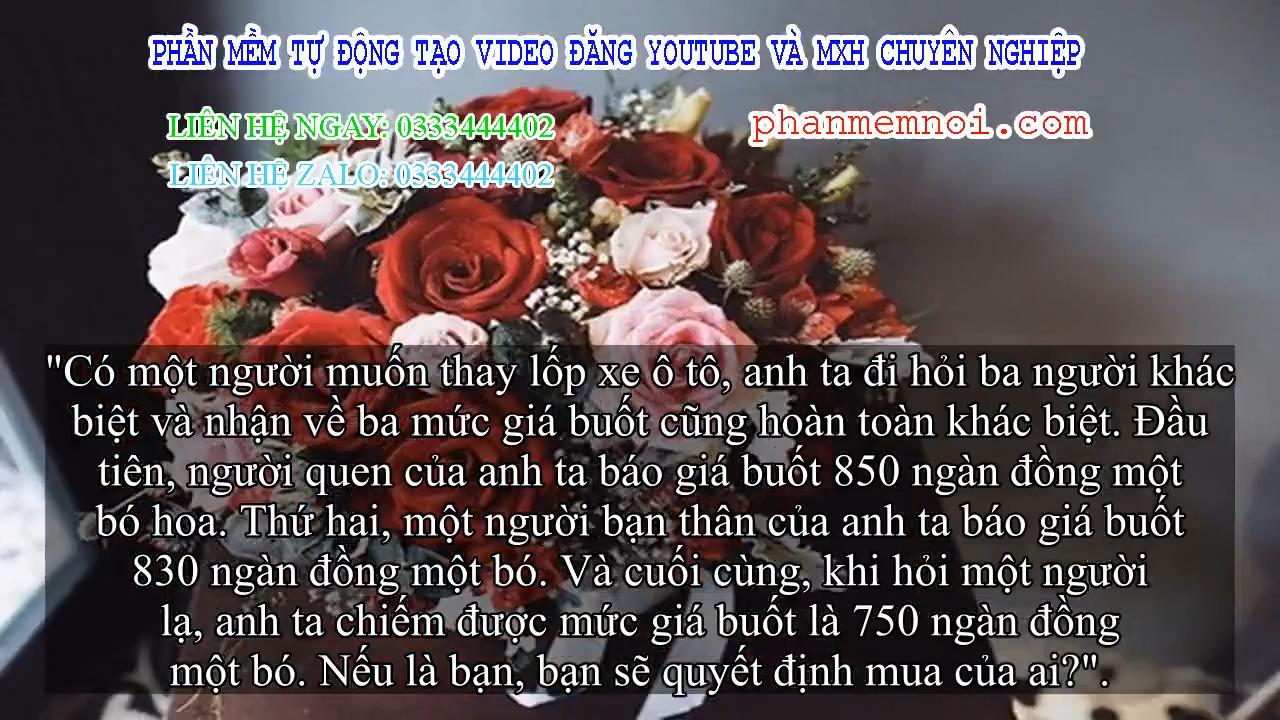 PHẦN MỀM TỰ ĐỘNG TẠO VIDEO ĐĂNG YOUTUBE VÀ MXH CHUYÊN NGHIỆP
LIÊN HỆ NGAY: 0333444402
phanmemnoi.com
LIÊN HỆ ZALO: 0333444402
"Có một người muốn thay lốp xe ô tô, anh ta đi hỏi ba người khác
biệt và nhận về ba mức giá buốt cũng hoàn toàn khác biệt. Đầu
tiên, người quen của anh ta báo giá buốt 850 ngàn đồng một
bó hoa. Thứ hai, một người bạn thân của anh ta báo giá buốt
830 ngàn đồng một bó. Và cuối cùng, khi hỏi một người
lạ, anh ta chiếm được mức giá buốt là 750 ngàn đồng
một bó. Nếu là bạn, bạn sẽ quyết định mua của ai?".